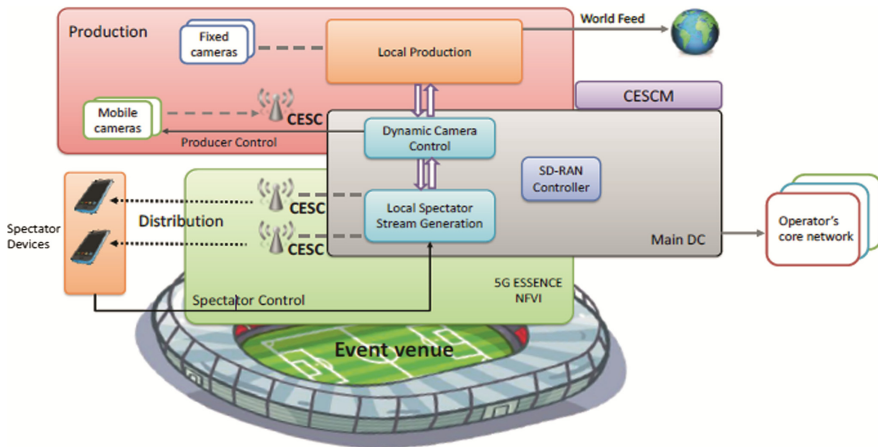 World Feed
Production
Fixed
cameras
Local Production
CESCM
Mobile
cameras
CESC
Producer Control
Dynamic Camera
Control
SD-RAN
Controller
Spectator
Devices
Distribution
CESC
CESC
Local Spectator
Stream Generation
Main DC
Operator's
core network
Spectator Control
5G ESSENCE
NFVI
Event venue